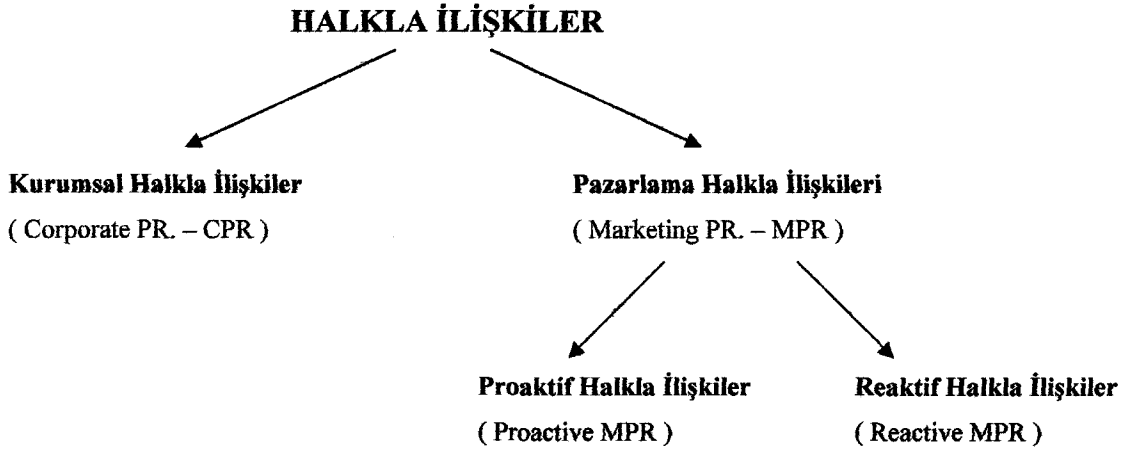 HALKLA İLİŞKİLER
Kurumsal Halkla İlişkiler
( Corporate PR. – CPR )
Pazarlama Halkla İlişkileri
( Marketing PR. – MPR )
Proaktif Halkla İlişkiler
( Proactive MPR )
Reaktif Halkla İlişkiler
( Reactive MPR )